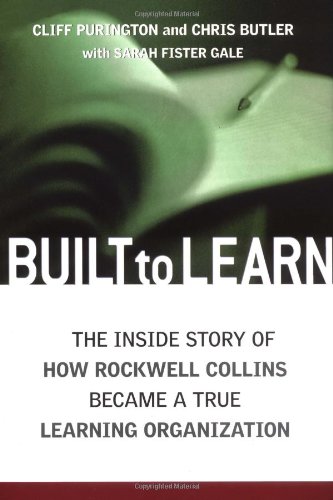 CLIFF PURINGTON and CHRIS BUTLER
with SARAH FISTER GALE
BUILT to LEARN
THE INSIDE STORY OF
HOW ROCKWELL COLLINS
BECAME A TRUE
LEARNING ORGANIZATION